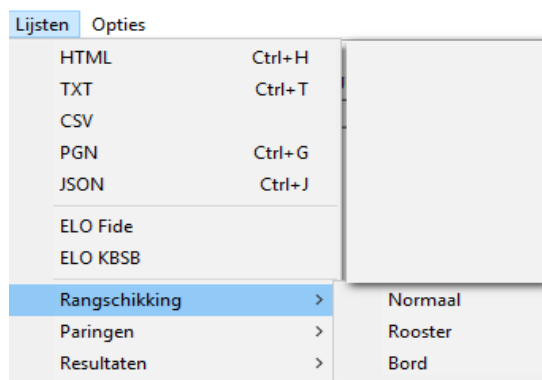 Lijsten Opties
HTML Ctrl+H
TXT Ctrl+T
CSV
PGN Ctrl+G
JSON Ctrl+J
ELO Fide
ELO KBSB
Rangschikking > Normaal
Paringen > Rooster
Resultaten > Bord